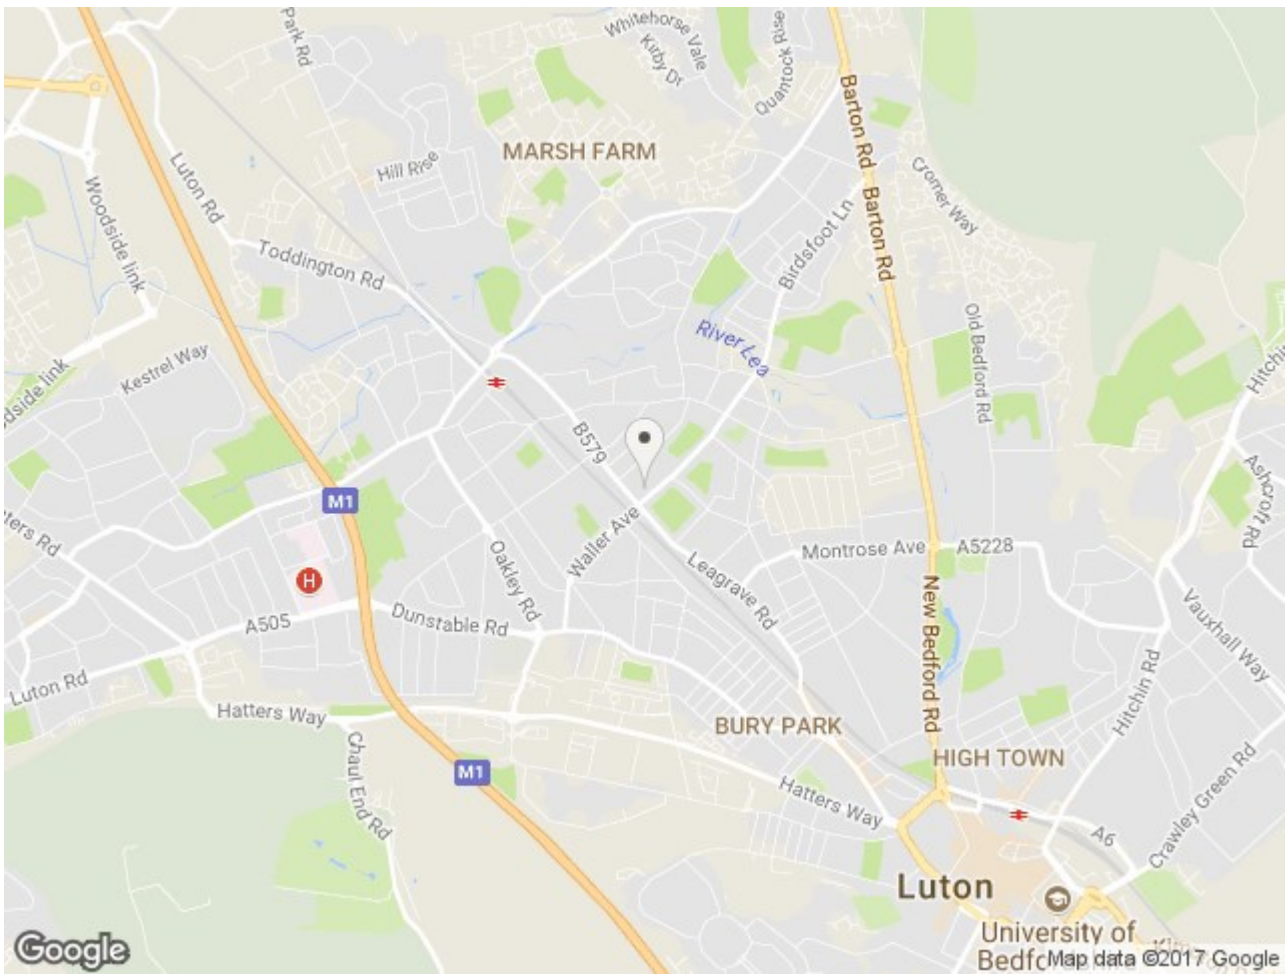 Whitehorse Vale
Park Rd
Kirby Dr
Quantock Rise
Barton Rd
MARSH FARM
Luton Rd
Hill Rise
Cromer Way
Woodside link
Barton Rd
Birdsfoot Ln
Toddington Rd
River Lea
Old Bedford Rd
Kestrel Way
Hitchin
B579
M1
Ashcroft Rd
Waller Ave
Oakley Rd
Montrose Ave
A5228
Leagrave Rd
H
New Bedford Rd
Vauxhall Way
A505
Dunstable Rd
Luton Rd
Hitchin Rd
Hatters Way
BURY PARK
Chaul End Rd
HIGH TOWN
M1
Hatters Way
Crawley Green Rd
A6
Luton
University of
Google
Map data ©2017 Google